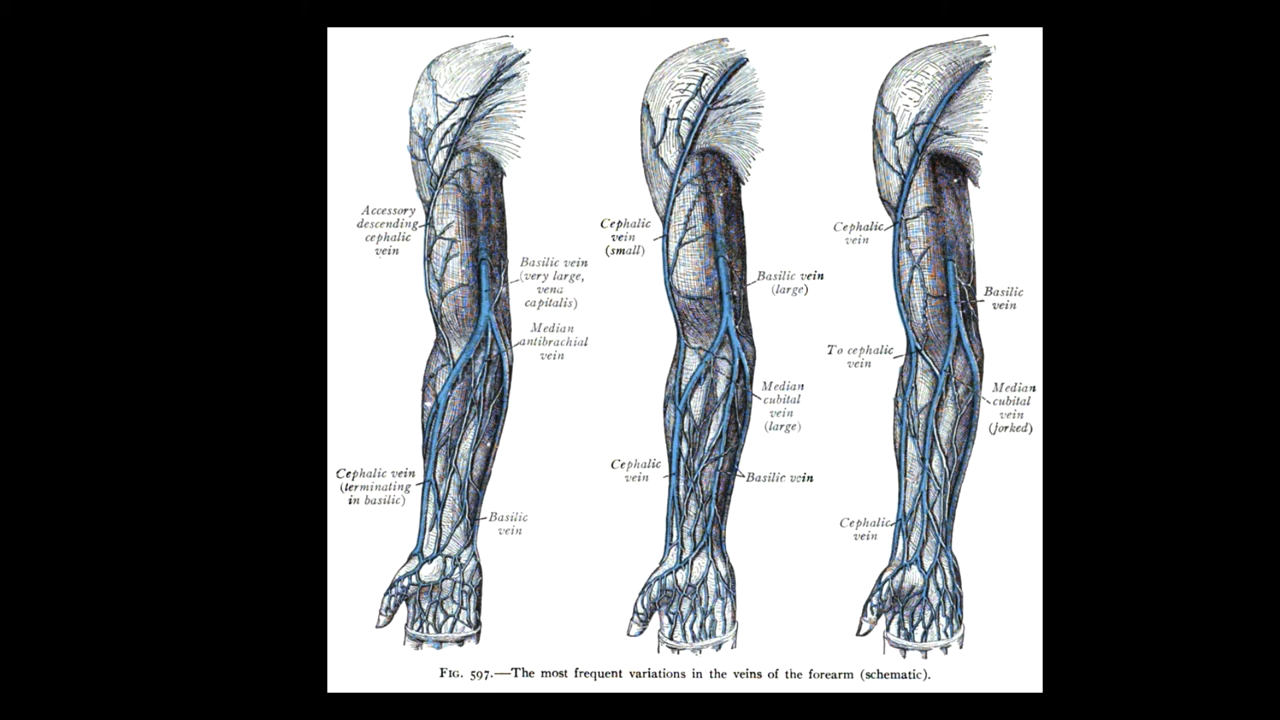 Accessory
descending
cephalic
vein
Basilic vein
(very large,
vena
capitalis)
Median
antibrachial
vein
Cephalic vein
(terminating
in basilic)
Basilic
vein
Cephalic
vein
(small)
Basilic vein
(large)
Median
cubital
vein
(large)
Cephalic
vein
Basilic vein
Cephalic
vein
Basilic
vein
To cephalic
vein
Median
cubital
vein
(forked)
Cephalic
vein
FIG. 597.—The most frequent variations in the veins of the forearm (schematic).